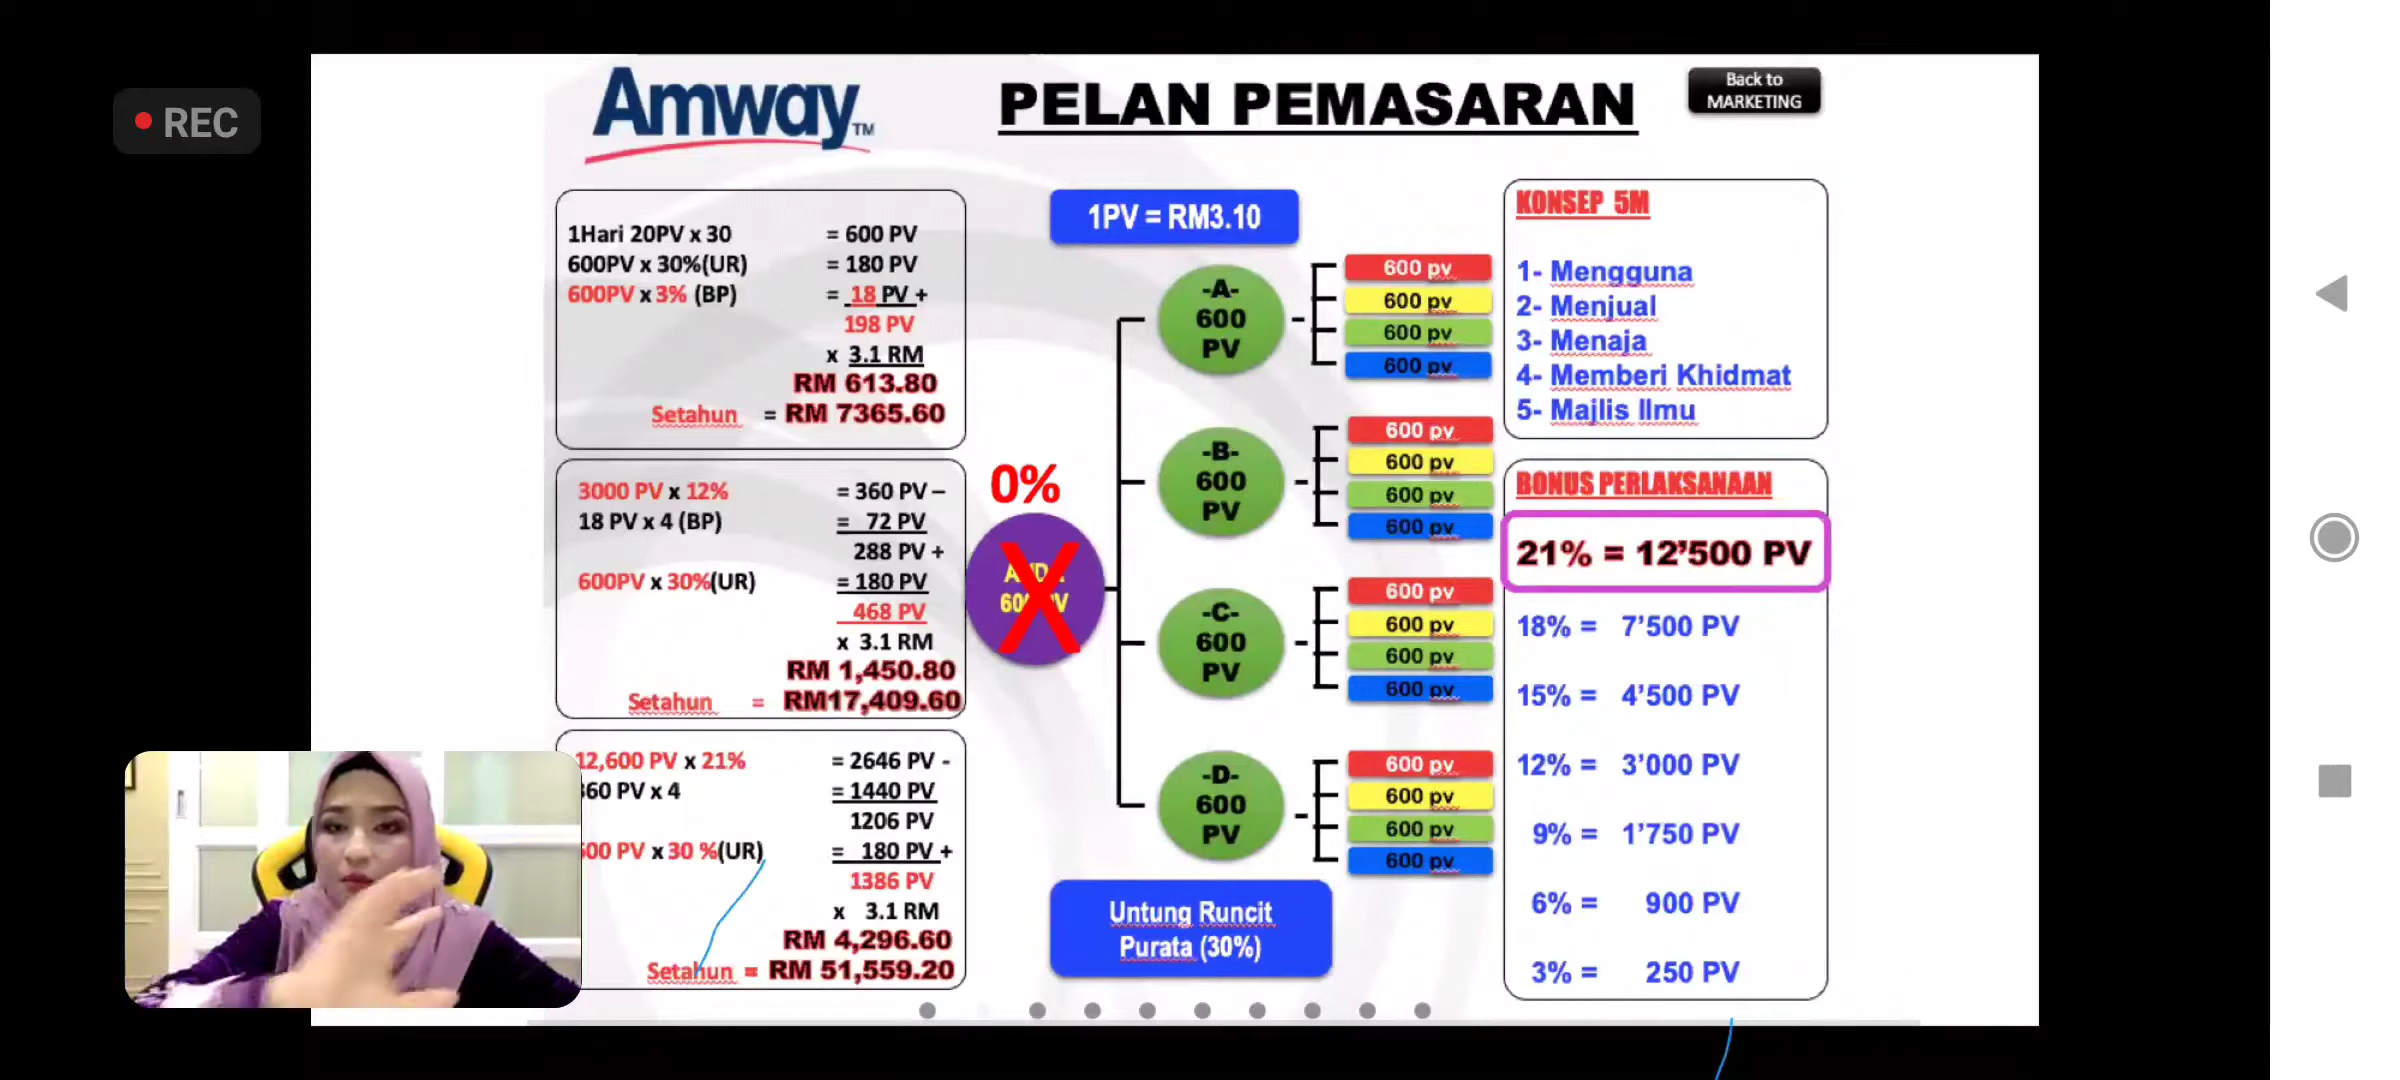 REC
Amway™
PELAN PEMASARAN
Back to
MARKETING
1Hari 20PV x 30 = 600 PV
600PV x 30%(UR) = 180 PV
600PV x 3% (BP) = 18 PV +
198 PV
x 3.1 RM
RM 613.80
Setahun = RM 7365.60
3000 PV x 12% = 360 PV –
18 PV x 4 (BP) = 72 PV
288 PV +
600PV x 30%(UR) = 180 PV
468 PV
x 3.1 RM
RM 1,450.80
Setahun = RM17,409.60
12,600 PV x 21% = 2646 PV -
60 PV x 4 = 1440 PV
1206 PV
00 PV x 30 %(UR) = 180 PV +
1386 PV
x 3.1 RM
RM 4,296.60
Setahun = RM 51,559.20
1PV = RM3.10
0%
X
-A-
600
PV
600 pv
600 pv
600 pv
600 pv
-B-
600
PV
600 pv
600 pv
600 pv
600 pv
-C-
600
PV
600 pv
600 pv
600 pv
600 pv
-D-
600
PV
600 pv
600 pv
600 pv
600 pv
Untung Runcit
Purata (30%)
KONSEP 5M
1- Mengguna
2- Menjual
3- Menaja
4- Memberi Khidmat
5- Majlis Ilmu
BONUS PERLAKSANAAN
21% = 12’500 PV
18% = 7’500 PV
15% = 4’500 PV
12% = 3’000 PV
9% = 1’750 PV
6% = 900 PV
3% = 250 PV